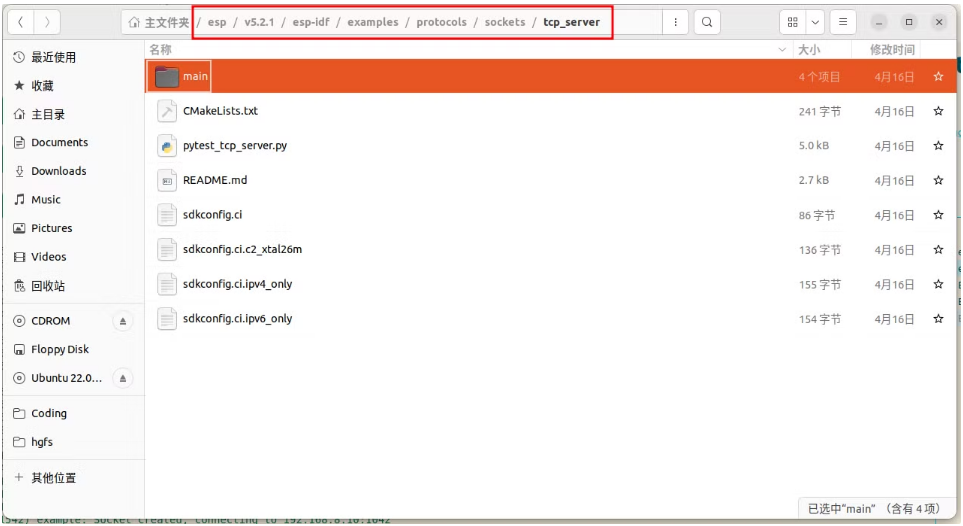 主文件夹 / esp / v5.2.1 / esp-idf / examples / protocols / sockets / tcp_server
名称 大小 修改时间
最近使用
收藏
主目录
Documents
Downloads
Music
Pictures
Videos
回收站
CDROM
Floppy Disk
Ubuntu 22.0...
Coding
hgfs
+ 其他位置
main 4个项目 4月16日
CMakeLists.txt 241 字节 4月16日
pytest_tcp_server.py 5.0 kB 4月16日
README.md 2.7 kB 4月16日
sdkconfig.ci 86 字节 4月16日
sdkconfig.ci.c2_xtal26m 136 字节 4月16日
sdkconfig.ci.ipv4_only 155 字节 4月16日
sdkconfig.ci.ipv6_only 154 字节 4月16日
已选中“main” (含有 4 项)
(542) example: Socket created, connecting to 192.168.8.10:1042